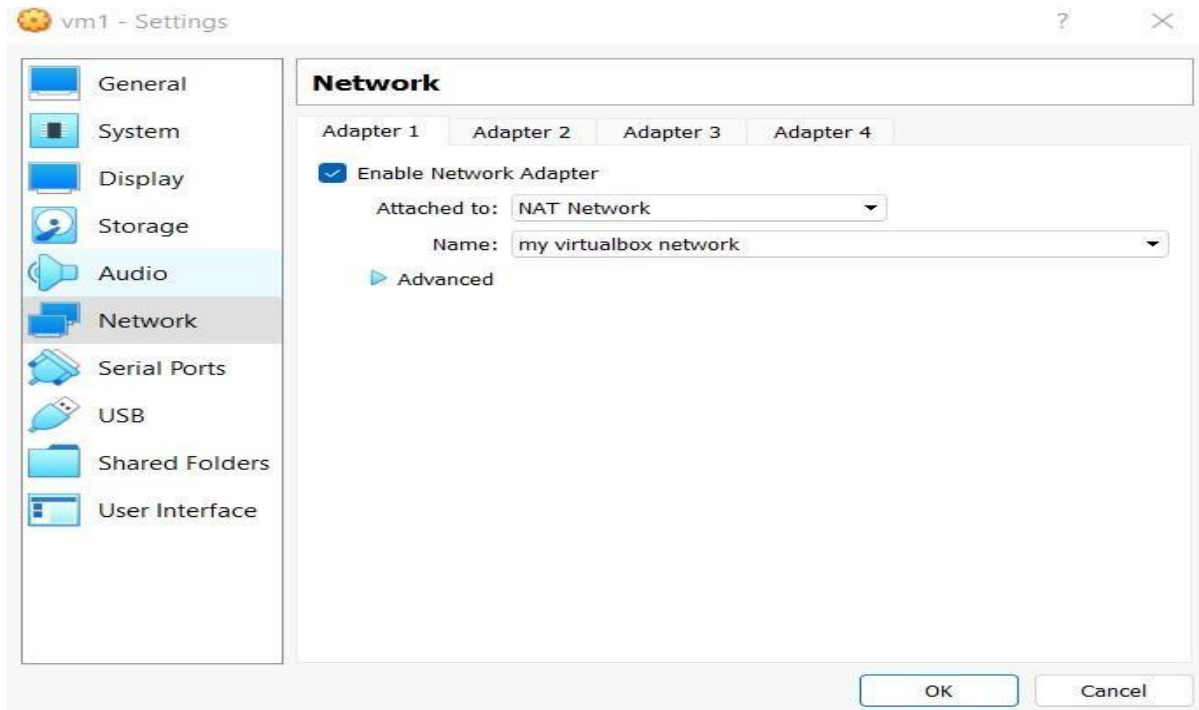 vm1 - Settings
?
General
System
Display
Storage
Audio
Network
Serial Ports
USB
Shared Folders
User Interface
Network
Adapter 1 Adapter 2 Adapter 3 Adapter 4
Enable Network Adapter
Attached to: NAT Network
Name: my virtualbox network
Advanced
OK Cancel